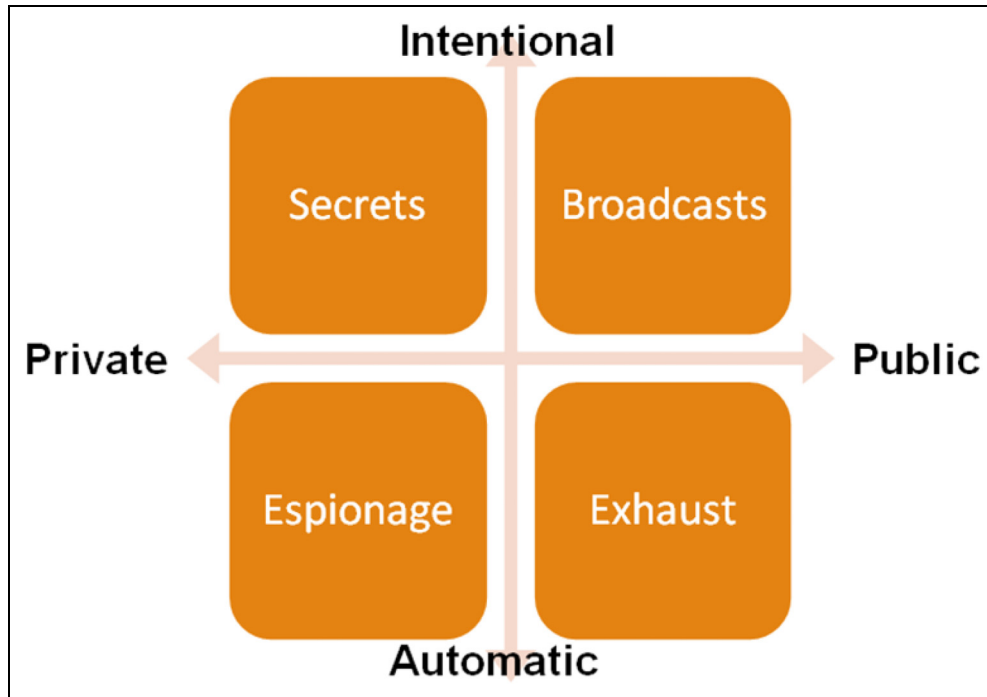 Intentional
Secrets
Broadcasts
Private
Public
Espionage
Exhaust
Automatic